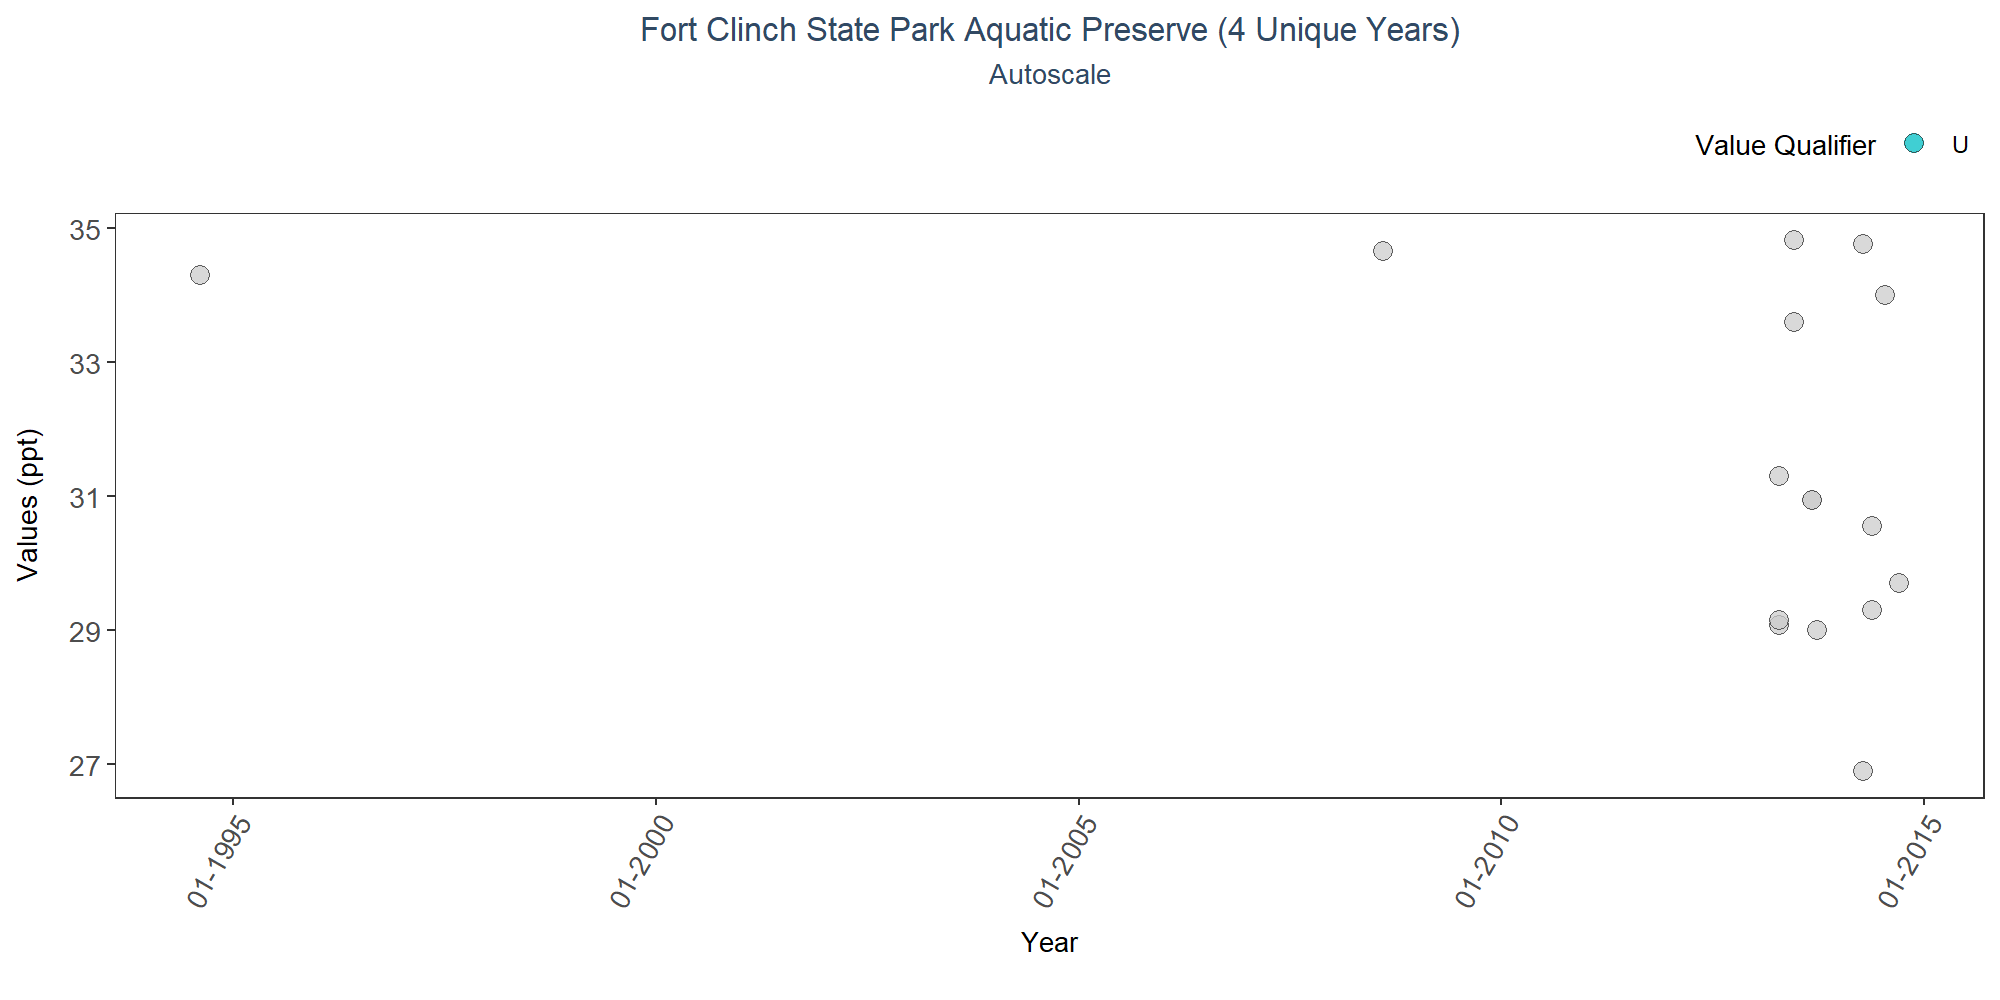 Fort Clinch State Park Aquatic Preserve (4 Unique Years)
Autoscale
Value Qualifier U
35
33
31
29
27
Values (ppt)
01-1995
01-2000
01-2005
01-2010
01-2015
Year